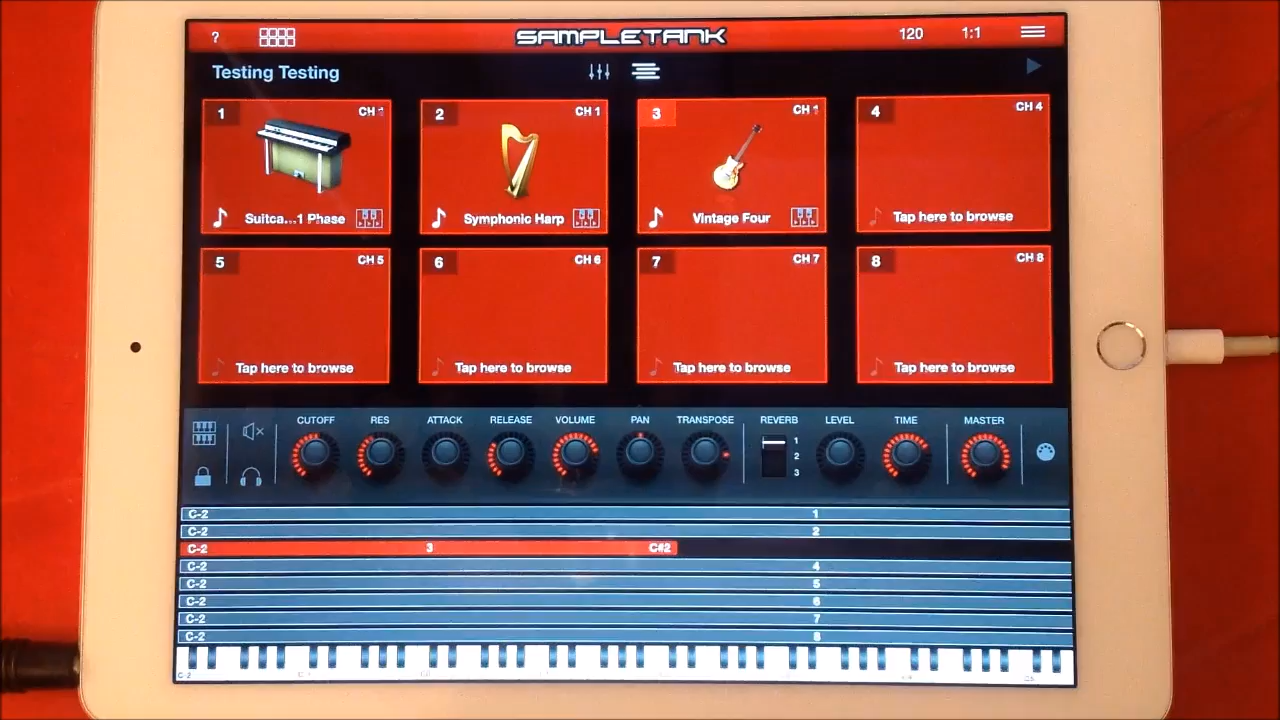 ? SAMPLETANK 120 1:1
Testing Testing
1 CH 1
Suitca...1 Phase
2 CH 1
Symphonic Harp
3 CH 1
Vintage Four
4 CH 4
Tap here to browse
5 CH 5
Tap here to browse
6 CH 6
Tap here to browse
7 CH 7
Tap here to browse
8 CH 8
Tap here to browse
CUTOFF RES ATTACK RELEASE VOLUME PAN TRANSPOSE REVERB LEVEL TIME MASTER
1
2
3
C-2 1
C-2 2
C-2 3 C#2
C-2 4
C-2 5
C-2 6
C-2 7
C-2 8
C-2